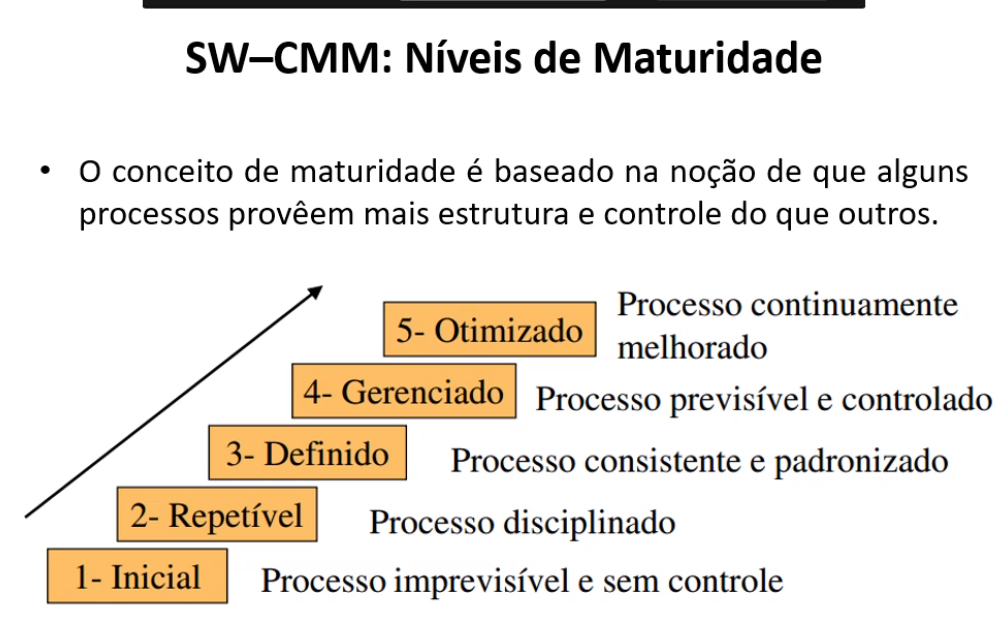 SW–CMM: Níveis de Maturidade
• O conceito de maturidade é baseado na noção de que alguns
processos provêem mais estrutura e controle do que outros.
5- Otimizado Processo continuamente
melhorado
4- Gerenciado Processo previsível e controlado
3- Definido Processo consistente e padronizado
2- Repetível Processo disciplinado
1- Inicial Processo imprevisível e sem controle